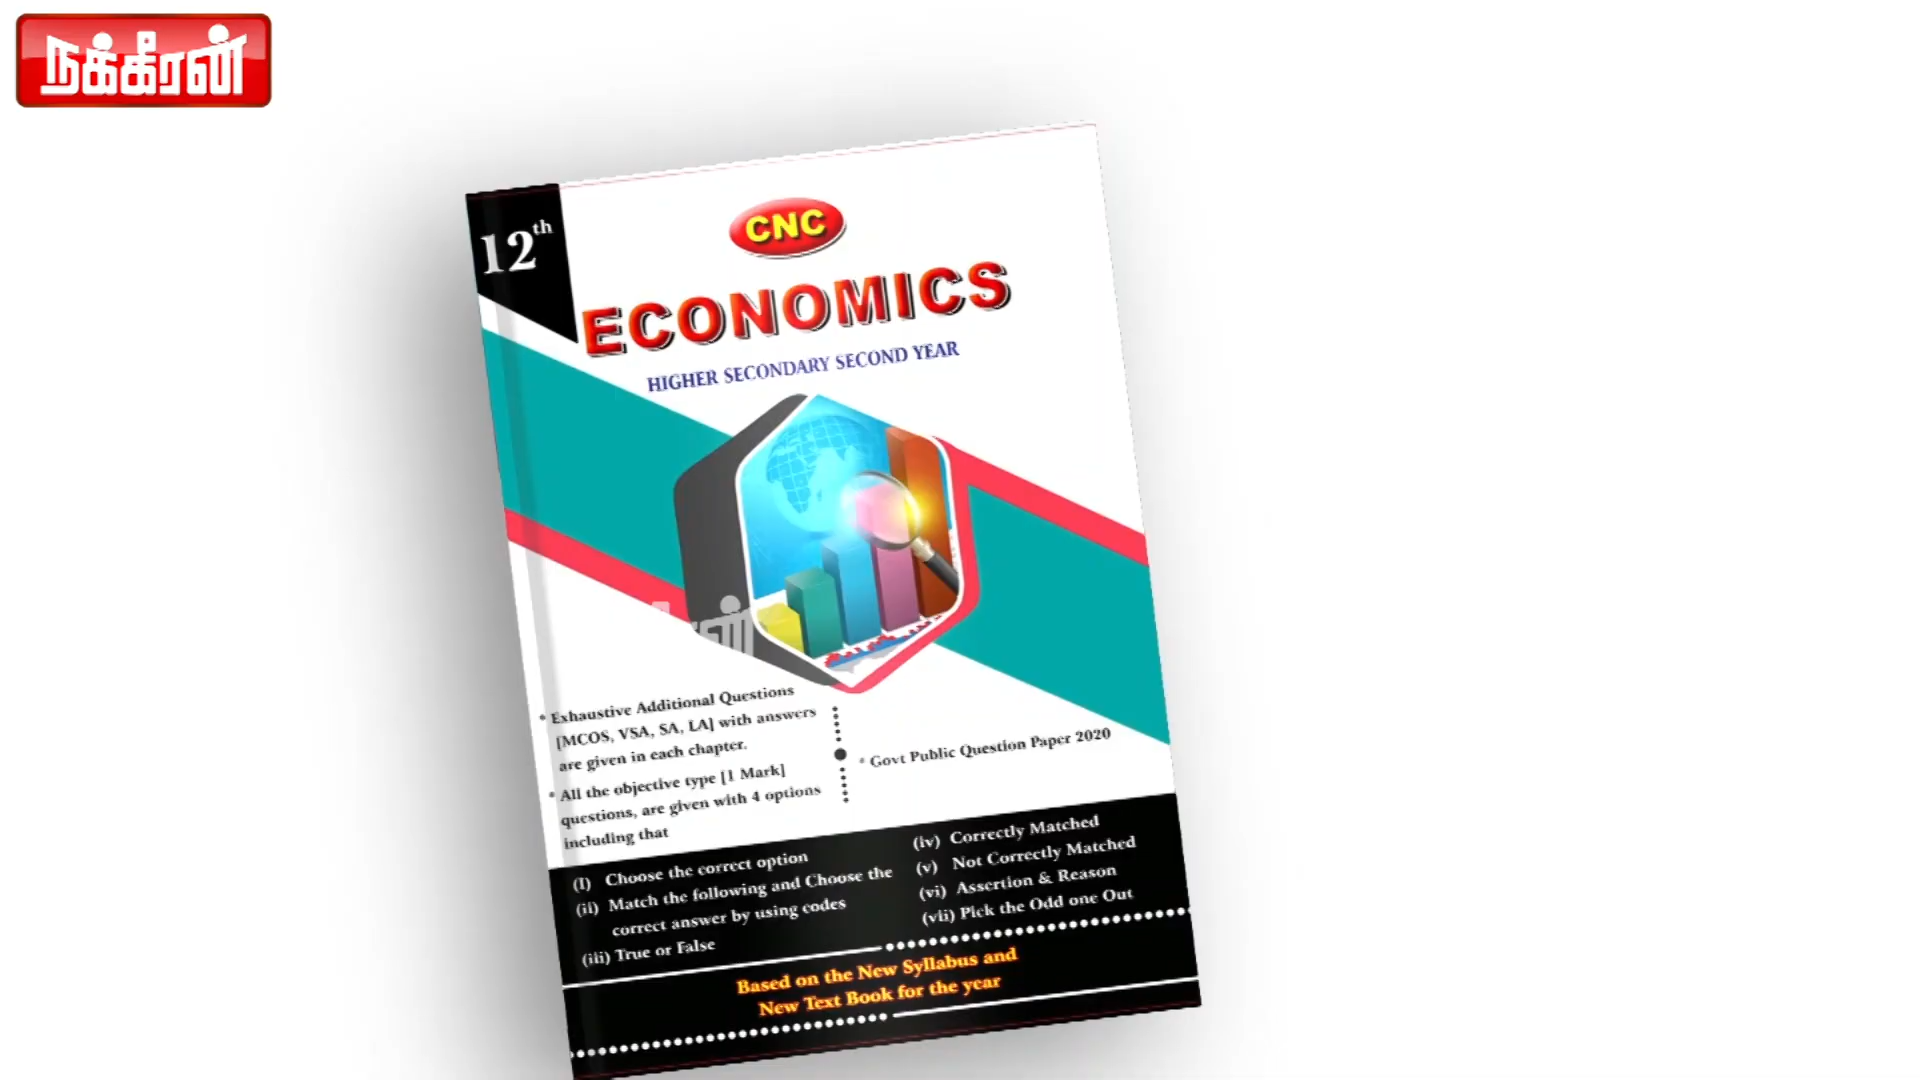 நக்கீரன்
12th
CNC
ECONOMICS
HIGHER SECONDARY SECOND YEAR
* Exhaustive Additional Questions
[MCOS, VSA, SA, LA] with answers
are given in each chapter.
* All the objective type [1 Mark]
questions, are given with 4 options
including that
* Govt Public Question Paper 2020
(I) Choose the correct option
(ii) Match the following and Choose the
correct answer by using codes
(iii) True or False
(iv) Correctly Matched
(v) Not Correctly Matched
(vi) Assertion & Reason
(vii) Pick the Odd one Out
Based on the New Syllabus and
New Text Book for the year